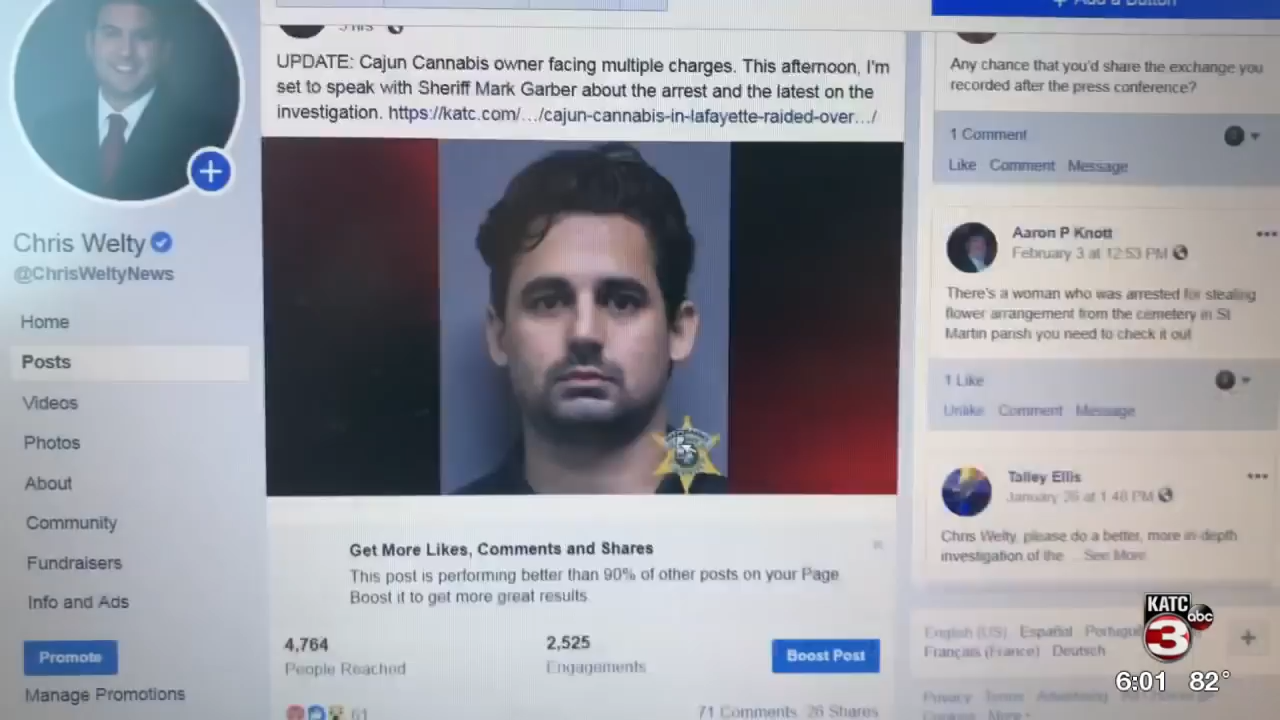 + Add a Button
5 hrs
UPDATE: Cajun Cannabis owner facing multiple charges. This afternoon, I'm
set to speak with Sheriff Mark Garber about the arrest and the latest on the
investigation. https://katc.com/.../cajun-cannabis-in-lafayette-raided-over.../
Chris Welty
@ChrisWeltyNews
Home
Posts
Videos
Photos
About
Community
Fundraisers
Info and Ads
Promote
Manage Promotions
Get More Likes, Comments and Shares
This post is performing better than 90% of other posts on your Page
Boost it to get more great results
4,764
People Reached
2,525
Engagements
Boost Post
61
71 Comments 26 Shares
Any chance that you'd share the exchange you
recorded after the press conference?
1 Comment
Like Comment Message
Aaron P Knott
February 3 at 12:53 PM
There's a woman who was arrested for stealing
flower arrangement from the cemetery in St
Martin parish you need to check it out
1 Like
Unlike Comment Message
Talley Ellis
January 26 at 1:48 PM
Chris Welty, please do a better, more in-depth
investigation of the ... See More
English (US) Español
Français (France) Deutsch
Privacy Terms Advertising
More
KATC
abc
3
6:01 82°